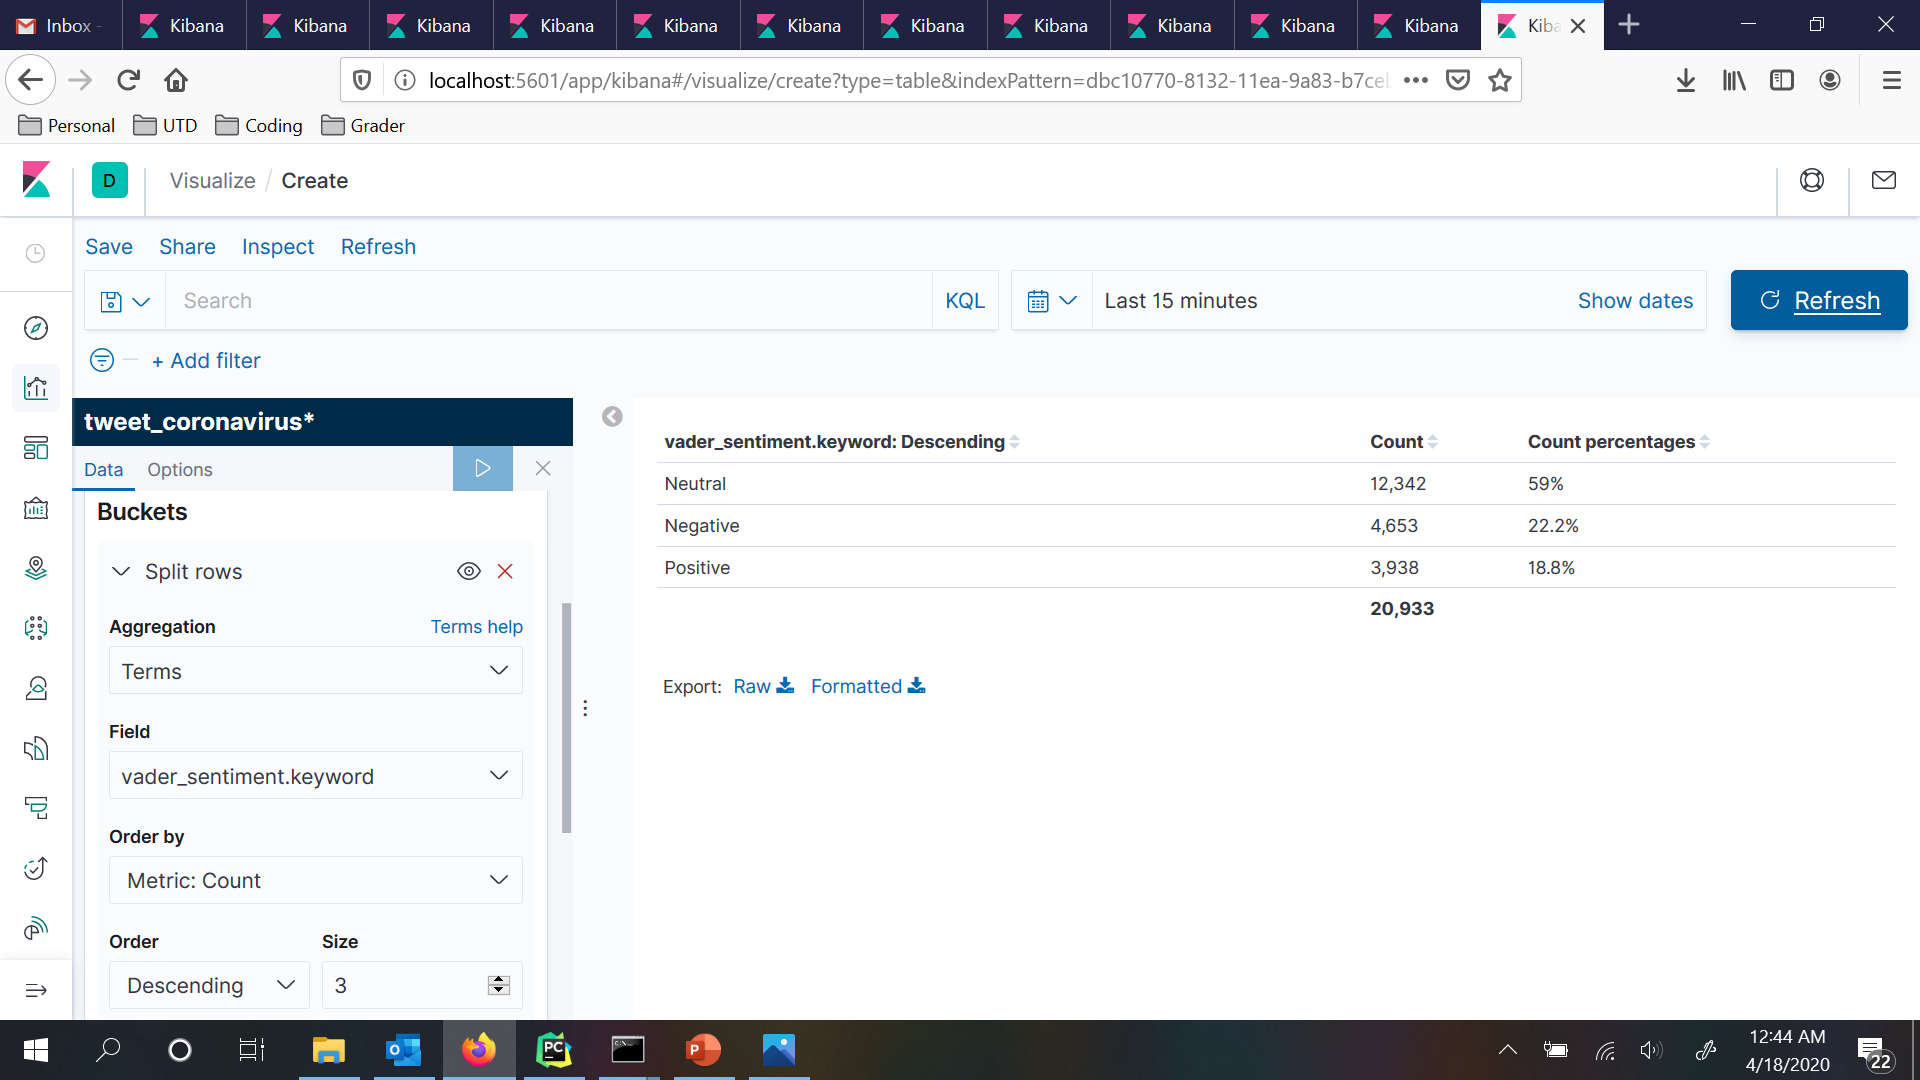 Inbox -
Kibana
Kibana
Kibana
Kibana
Kibana
Kibana
Kibana
Kibana
Kibana
Kibana
Kibana
Kiba
localhost:5601/app/kibana#/visualize/create?type=table&indexPattern=dbc10770-8132-11ea-9a83-b7ceb
Personal
UTD
Coding
Grader
D
Visualize / Create
Save
Share
Inspect
Refresh
Search
KQL
Last 15 minutes
Show dates
Refresh
+ Add filter
tweet_coronavirus*
Data
Options
Buckets
Split rows
Aggregation
Terms help
Terms
Field
vader_sentiment.keyword
Order by
Metric: Count
Order
Size
Descending
3
vader_sentiment.keyword: Descending
Count
Count percentages
Neutral
12,342
59%
Negative
4,653
22.2%
Positive
3,938
18.8%
20,933
Export:
Raw
Formatted
12:44 AM
4/18/2020
22